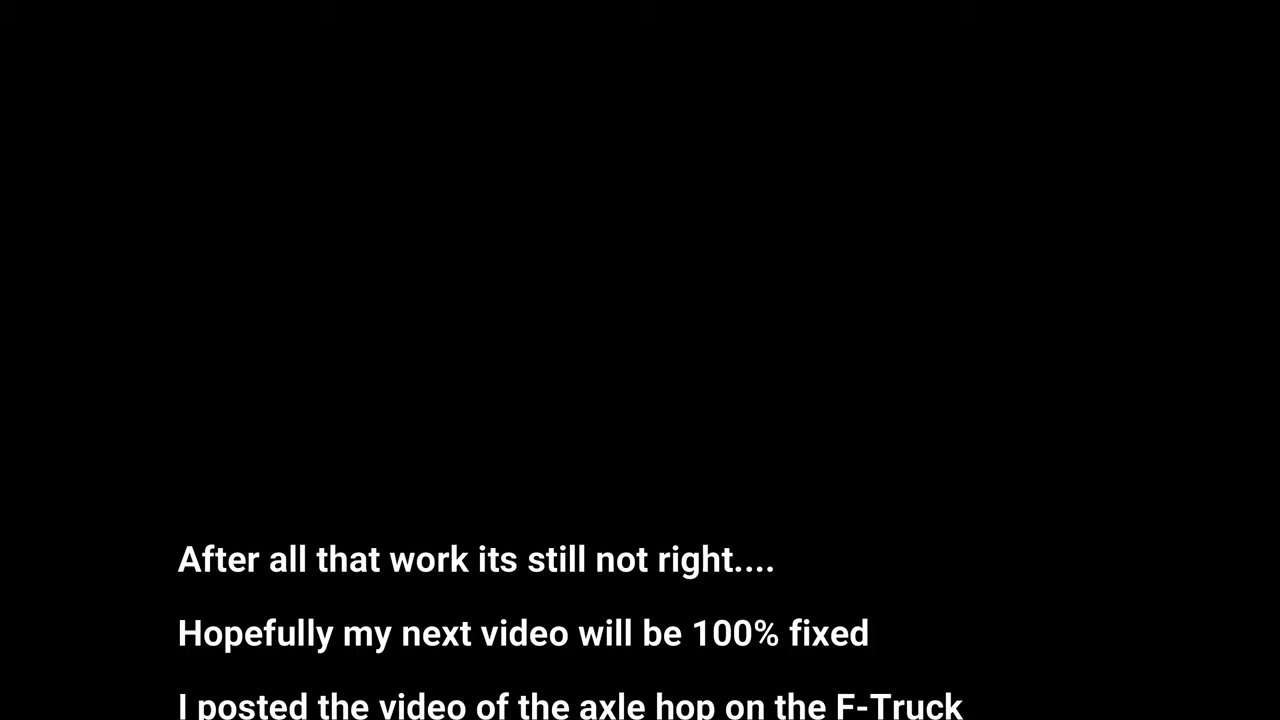 After all that work its still not right....
Hopefully my next video will be 100% fixed
I posted the video of the axle hop on the F-Truck